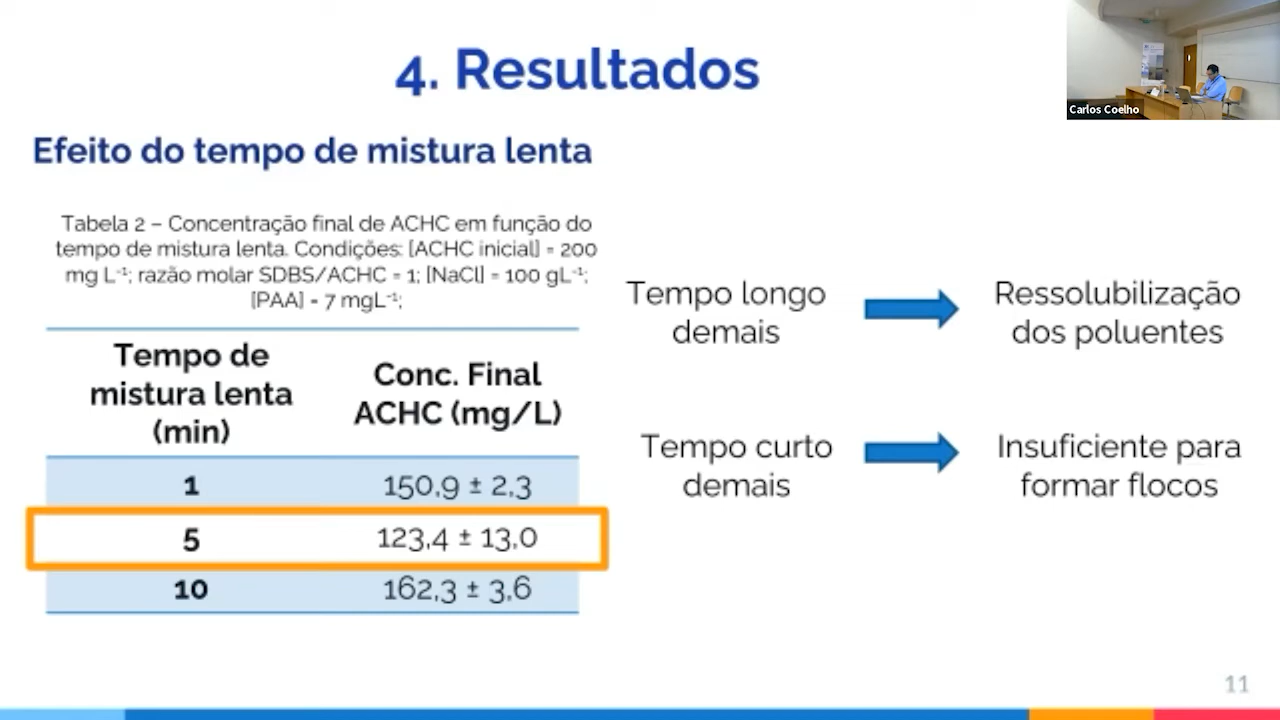 4. Resultados
Carlos Coelho
Efeito do tempo de mistura lenta
Tabela 2 – Concentração final de ACHC em função do
tempo de mistura lenta. Condições: [ACHC inicial] = 200
mg L⁻¹; razão molar SDBS/ACHC = 1; [NaCl] = 100 gL⁻¹;
[PAA] = 7 mgL⁻¹;
Tempo de
mistura lenta
(min)
Conc. Final
ACHC (mg/L)
1 150,9 ± 2,3
5 123,4 ± 13,0
10 162,3 ± 3,6
Tempo longo
demais
Ressolubilização
dos poluentes
Tempo curto
demais
Insuficiente para
formar flocos
11